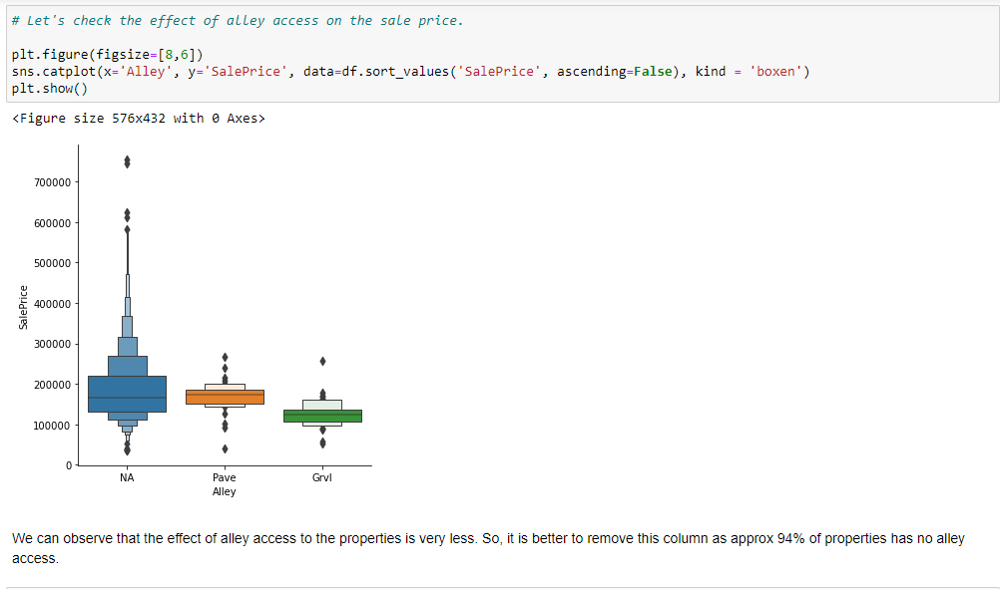 # Let's check the effect of alley access on the sale price.
plt.figure(figsize=[8,6])
sns.catplot(x='Alley', y='SalePrice', data=df.sort_values('SalePrice', ascending=False), kind = 'boxen')
plt.show()
<Figure size 576x432 with 0 Axes>
700000
600000
500000
400000
300000
200000
100000
0
SalePrice
NA Pave Grvl
Alley
We can observe that the effect of alley access to the properties is very less. So, it is better to remove this column as approx 94% of properties has no alley
access.